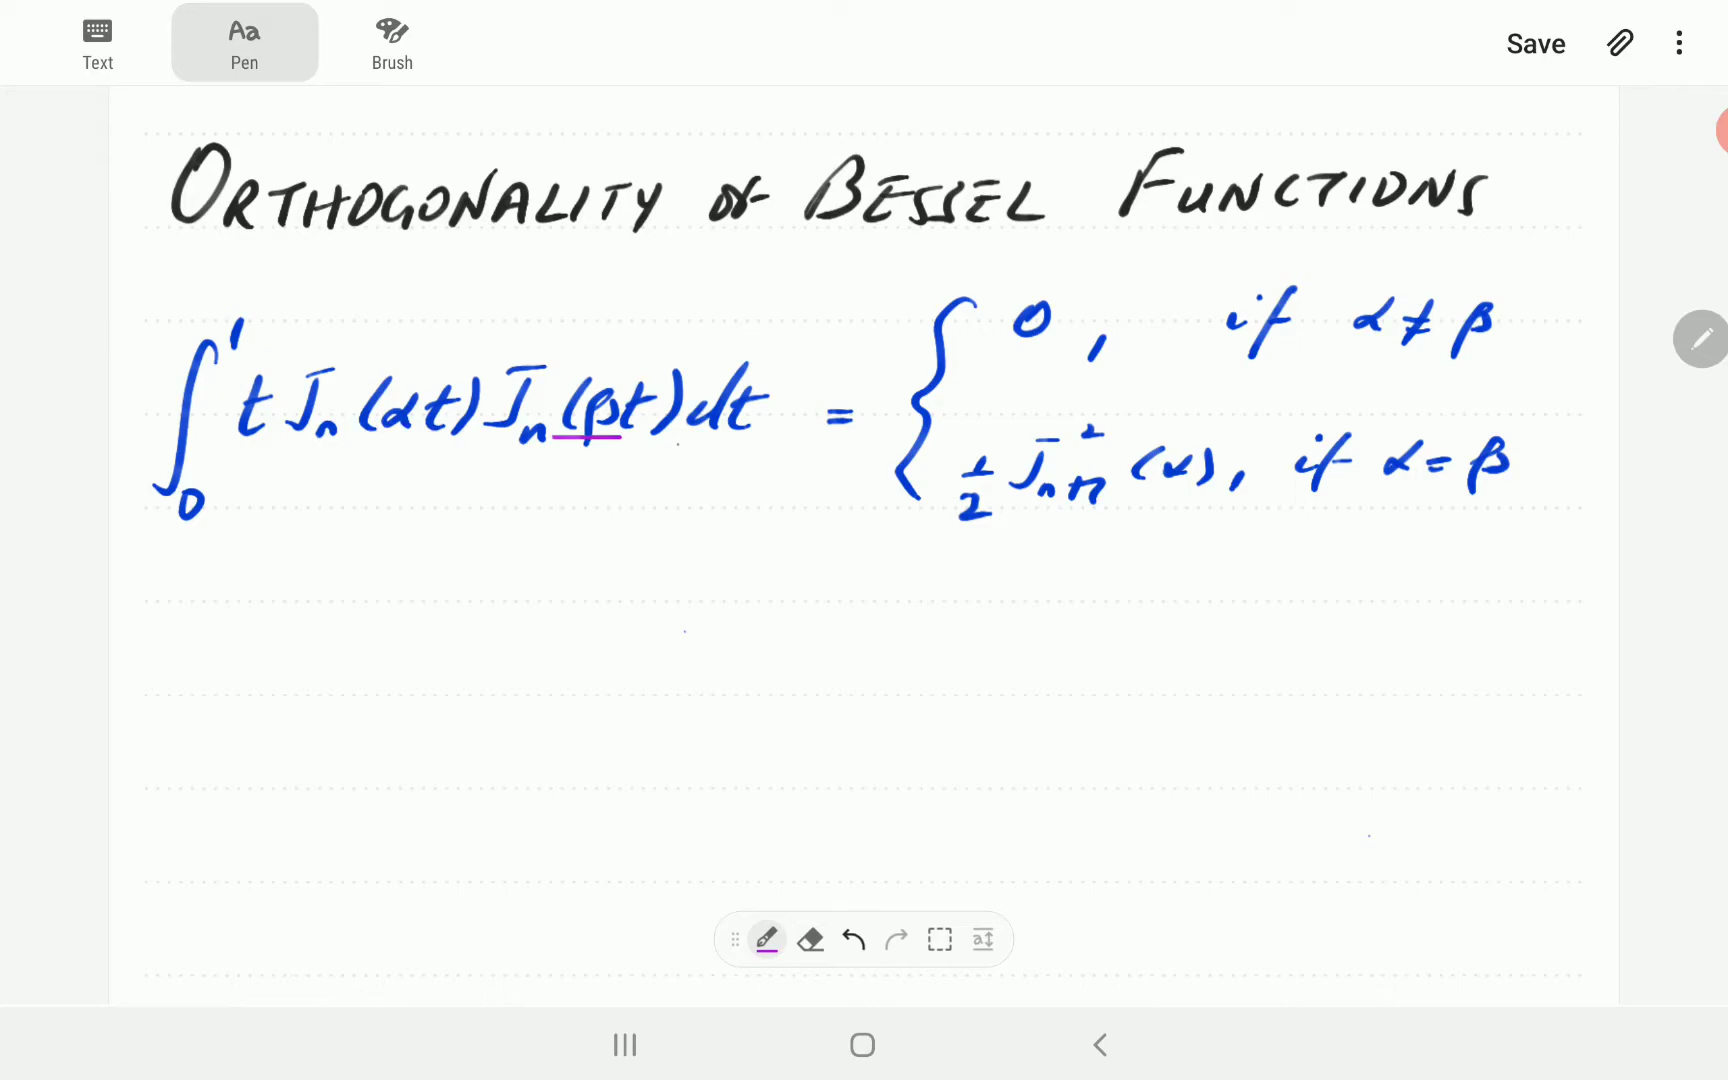 Text
Aa
Pen
Brush
Save
ORTHOGONALITY OF BESSEL FUNCTIONS
∫₀¹ t Jₙ(αt) Jₙ(βt) dt = { 0, if α ≠ β
½ J²ₙ₊₁(α), if α = β
a